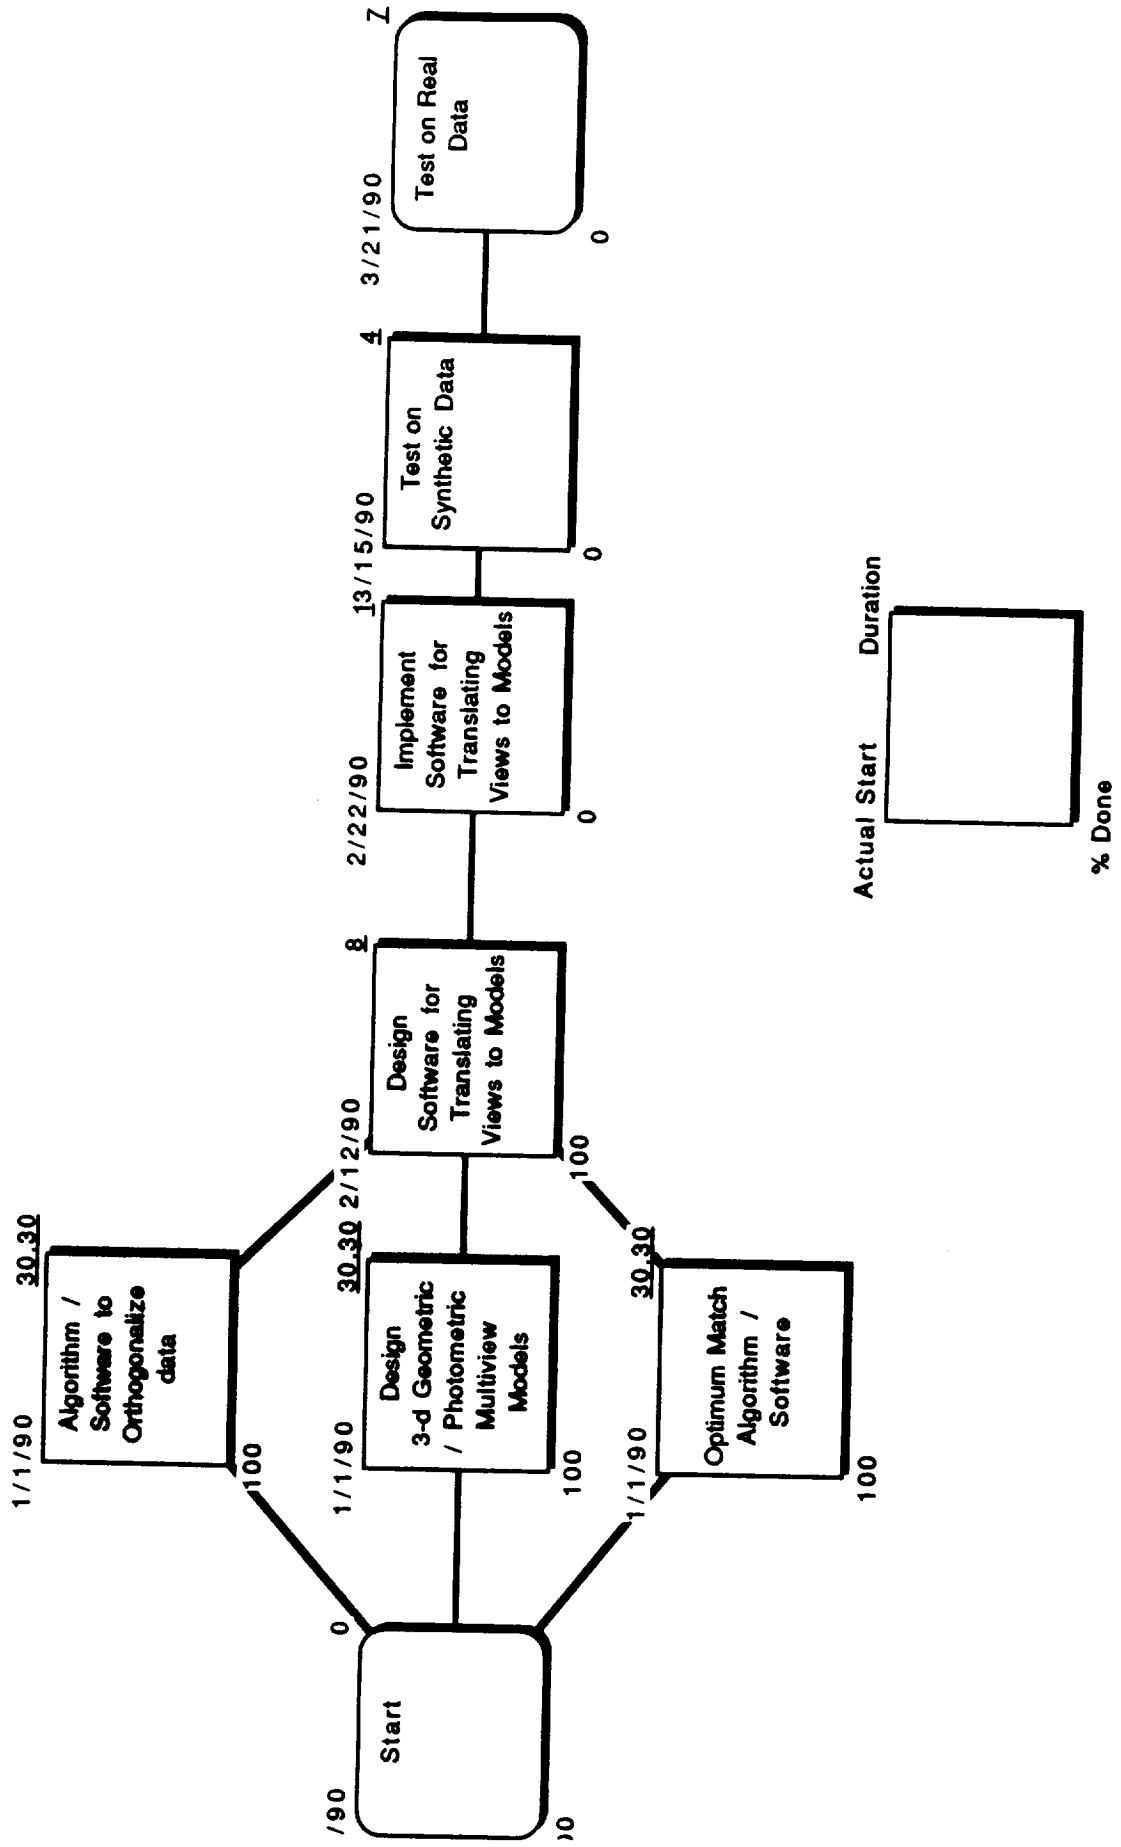 /90
0
Start
00
1/1/90
30.30
Algorithm /
Software to
Orthogonalize
data
100
1/1/90
30.30
Design
3-d Geometric
/ Photometric
Multiview
Models
100
1/1/90
30.30
Optimum Match
Algorithm /
Software
100
2/12/90
8
Design
Software for
Translating
Views to Models
100
2/22/90
13
Implement
Software for
Translating
Views to Models
0
3/15/90
4
Test on
Synthetic Data
0
3/21/90
7
Test on Real
Data
0
Actual Start
Duration
% Done